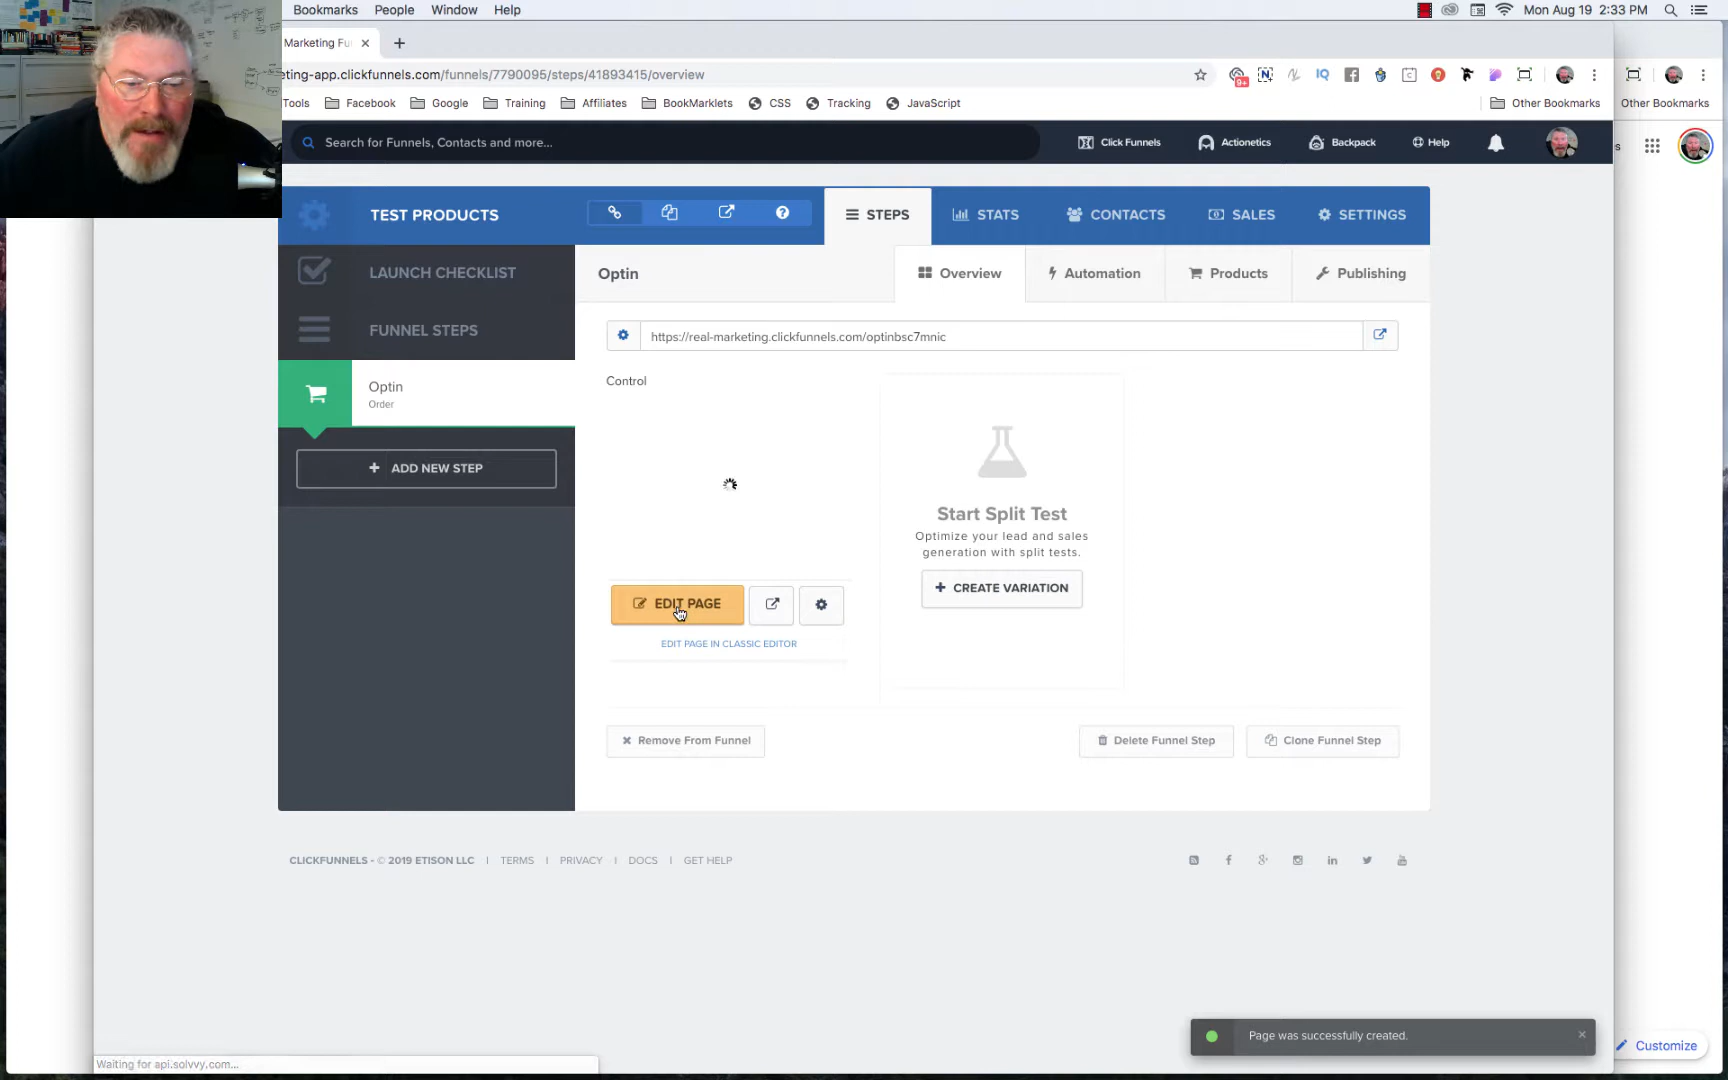 Bookmarks People Window Help
Mon Aug 19 2:33 PM
Marketing Fu
eting-app.clickfunnels.com/funnels/7790095/steps/41893415/overview
9+
IQ
Tools Facebook Google Training Affiliates BookMarklets CSS Tracking JavaScript Other Bookmarks Other Bookmarks
Search for Funnels, Contacts and more...
Click Funnels Actionetics Backpack Help
TEST PRODUCTS
STEPS STATS CONTACTS SALES SETTINGS
LAUNCH CHECKLIST
FUNNEL STEPS
Optin
Order
ADD NEW STEP
Optin
Overview Automation Products Publishing
https://real-marketing.clickfunnels.com/optinbsc7mnic
Control
Start Split Test
Optimize your lead and sales
generation with split tests.
CREATE VARIATION
EDIT PAGE
EDIT PAGE IN CLASSIC EDITOR
Remove From Funnel Delete Funnel Step Clone Funnel Step
CLICKFUNNELS - © 2019 ETISON LLC | TERMS | PRIVACY | DOCS | GET HELP
Page was successfully created.
Customize
Waiting for api.solvvy.com...